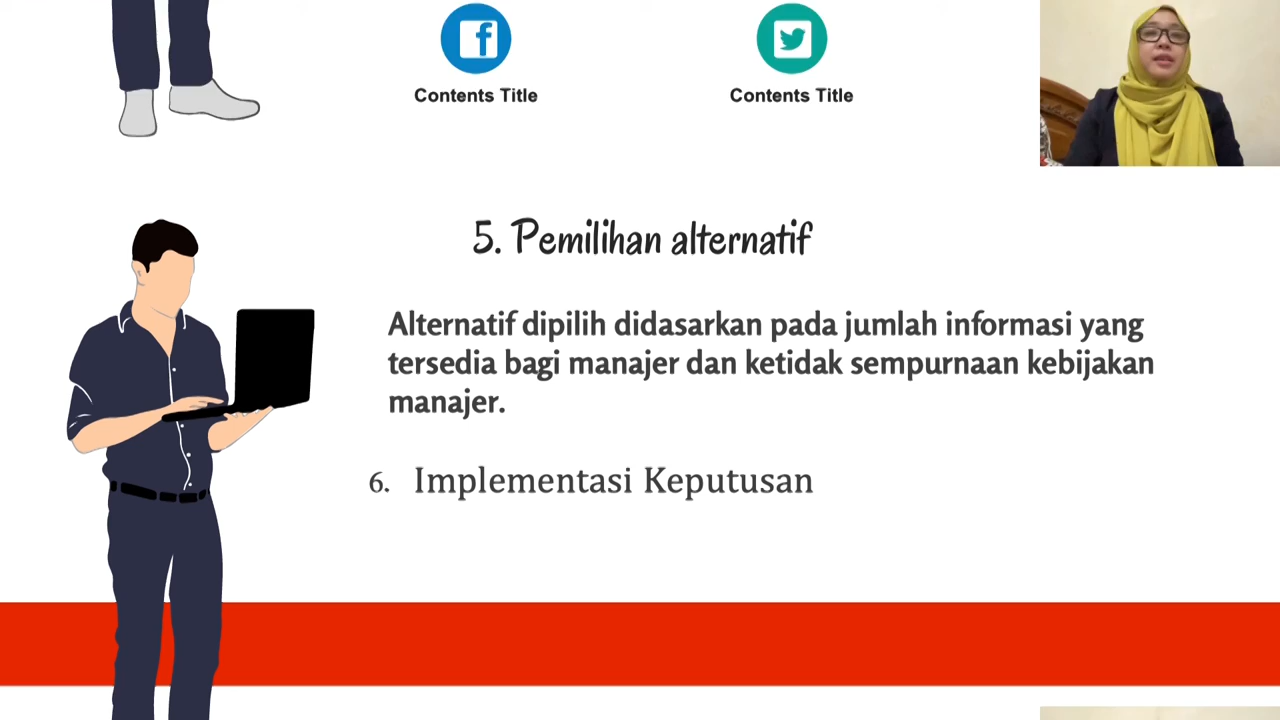 Contents Title
Contents Title
5. Pemilihan alternatif
Alternatif dipilih didasarkan pada jumlah informasi yang
tersedia bagi manajer dan ketidak sempurnaan kebijakan
manajer.
6. Implementasi Keputusan